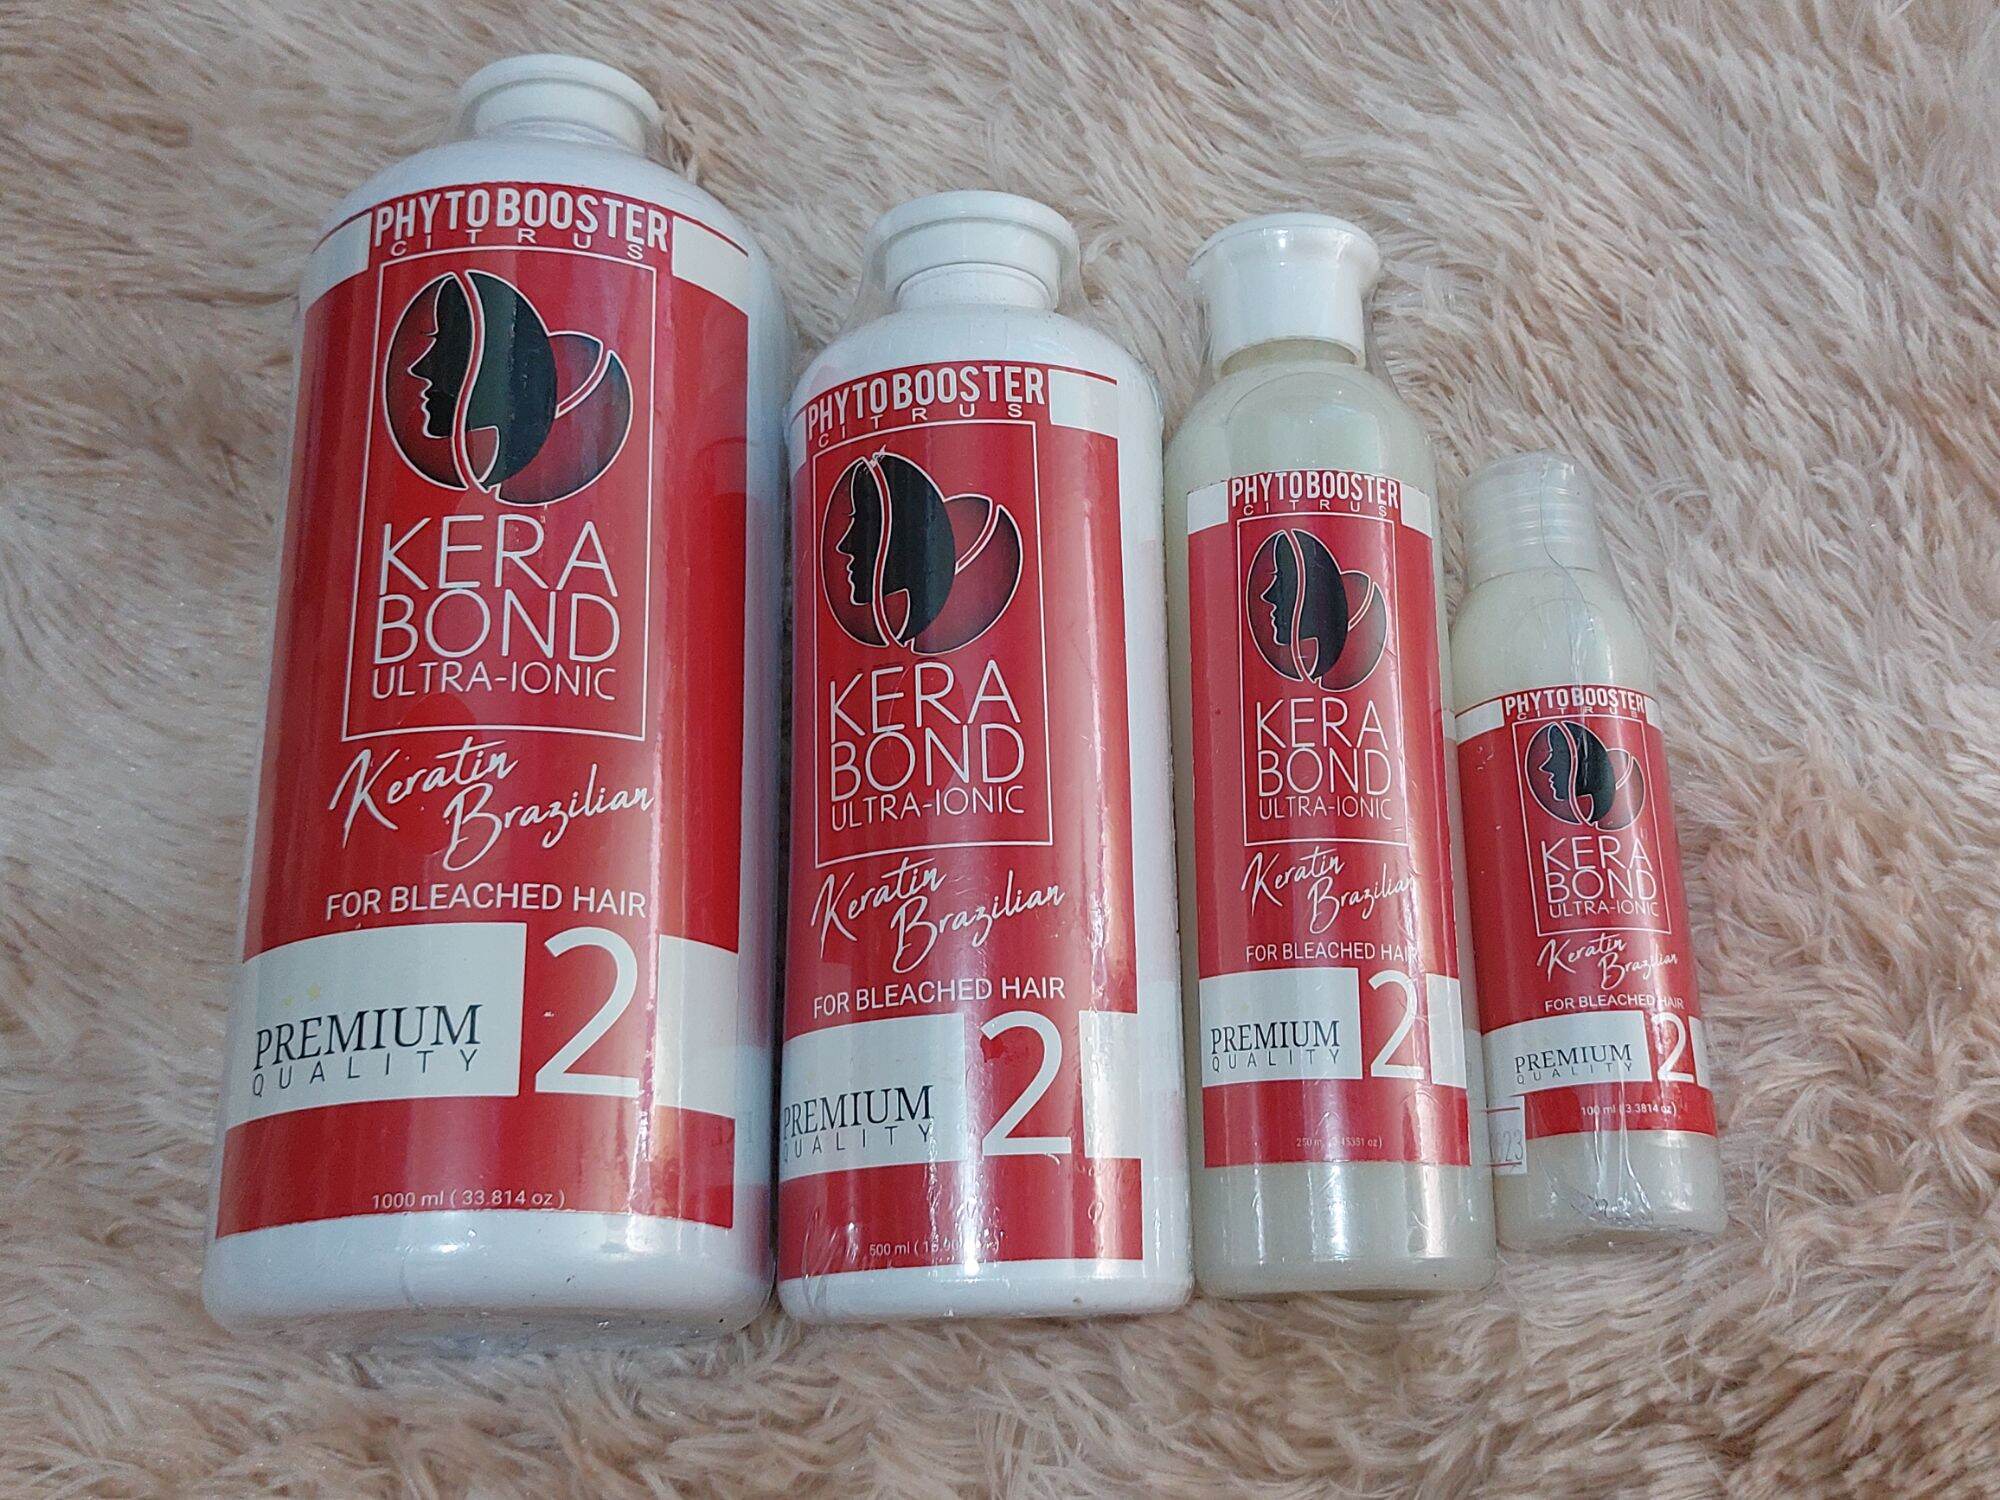 PHYTOBOOSTER
CITRUS
KERA
BOND
ULTRA-IONIC
Keratin
Brazilian
FOR BLEACHED HAIR
PREMIUM
QUALITY
2
1000 ml ( 33.814 oz )
PHYTOBOOSTER
CITRUS
KERA
BOND
ULTRA-IONIC
Keratin
Brazilian
FOR BLEACHED HAIR
PREMIUM
QUALITY
2
500 ml (
PHYTOBOOSTER
CITRUS
KERA
BOND
ULTRA-IONIC
Keratin
Brazilian
FOR BLEACHED HAIR
PREMIUM
QUALITY
2
250 oz )
PHYTOBOOSTER
CITRUS
KERA
BOND
ULTRA-IONIC
Keratin
Brazilian
FOR BLEACHED HAIR
PREMIUM
QUALITY
2
100 ml ( 3.3814 oz )